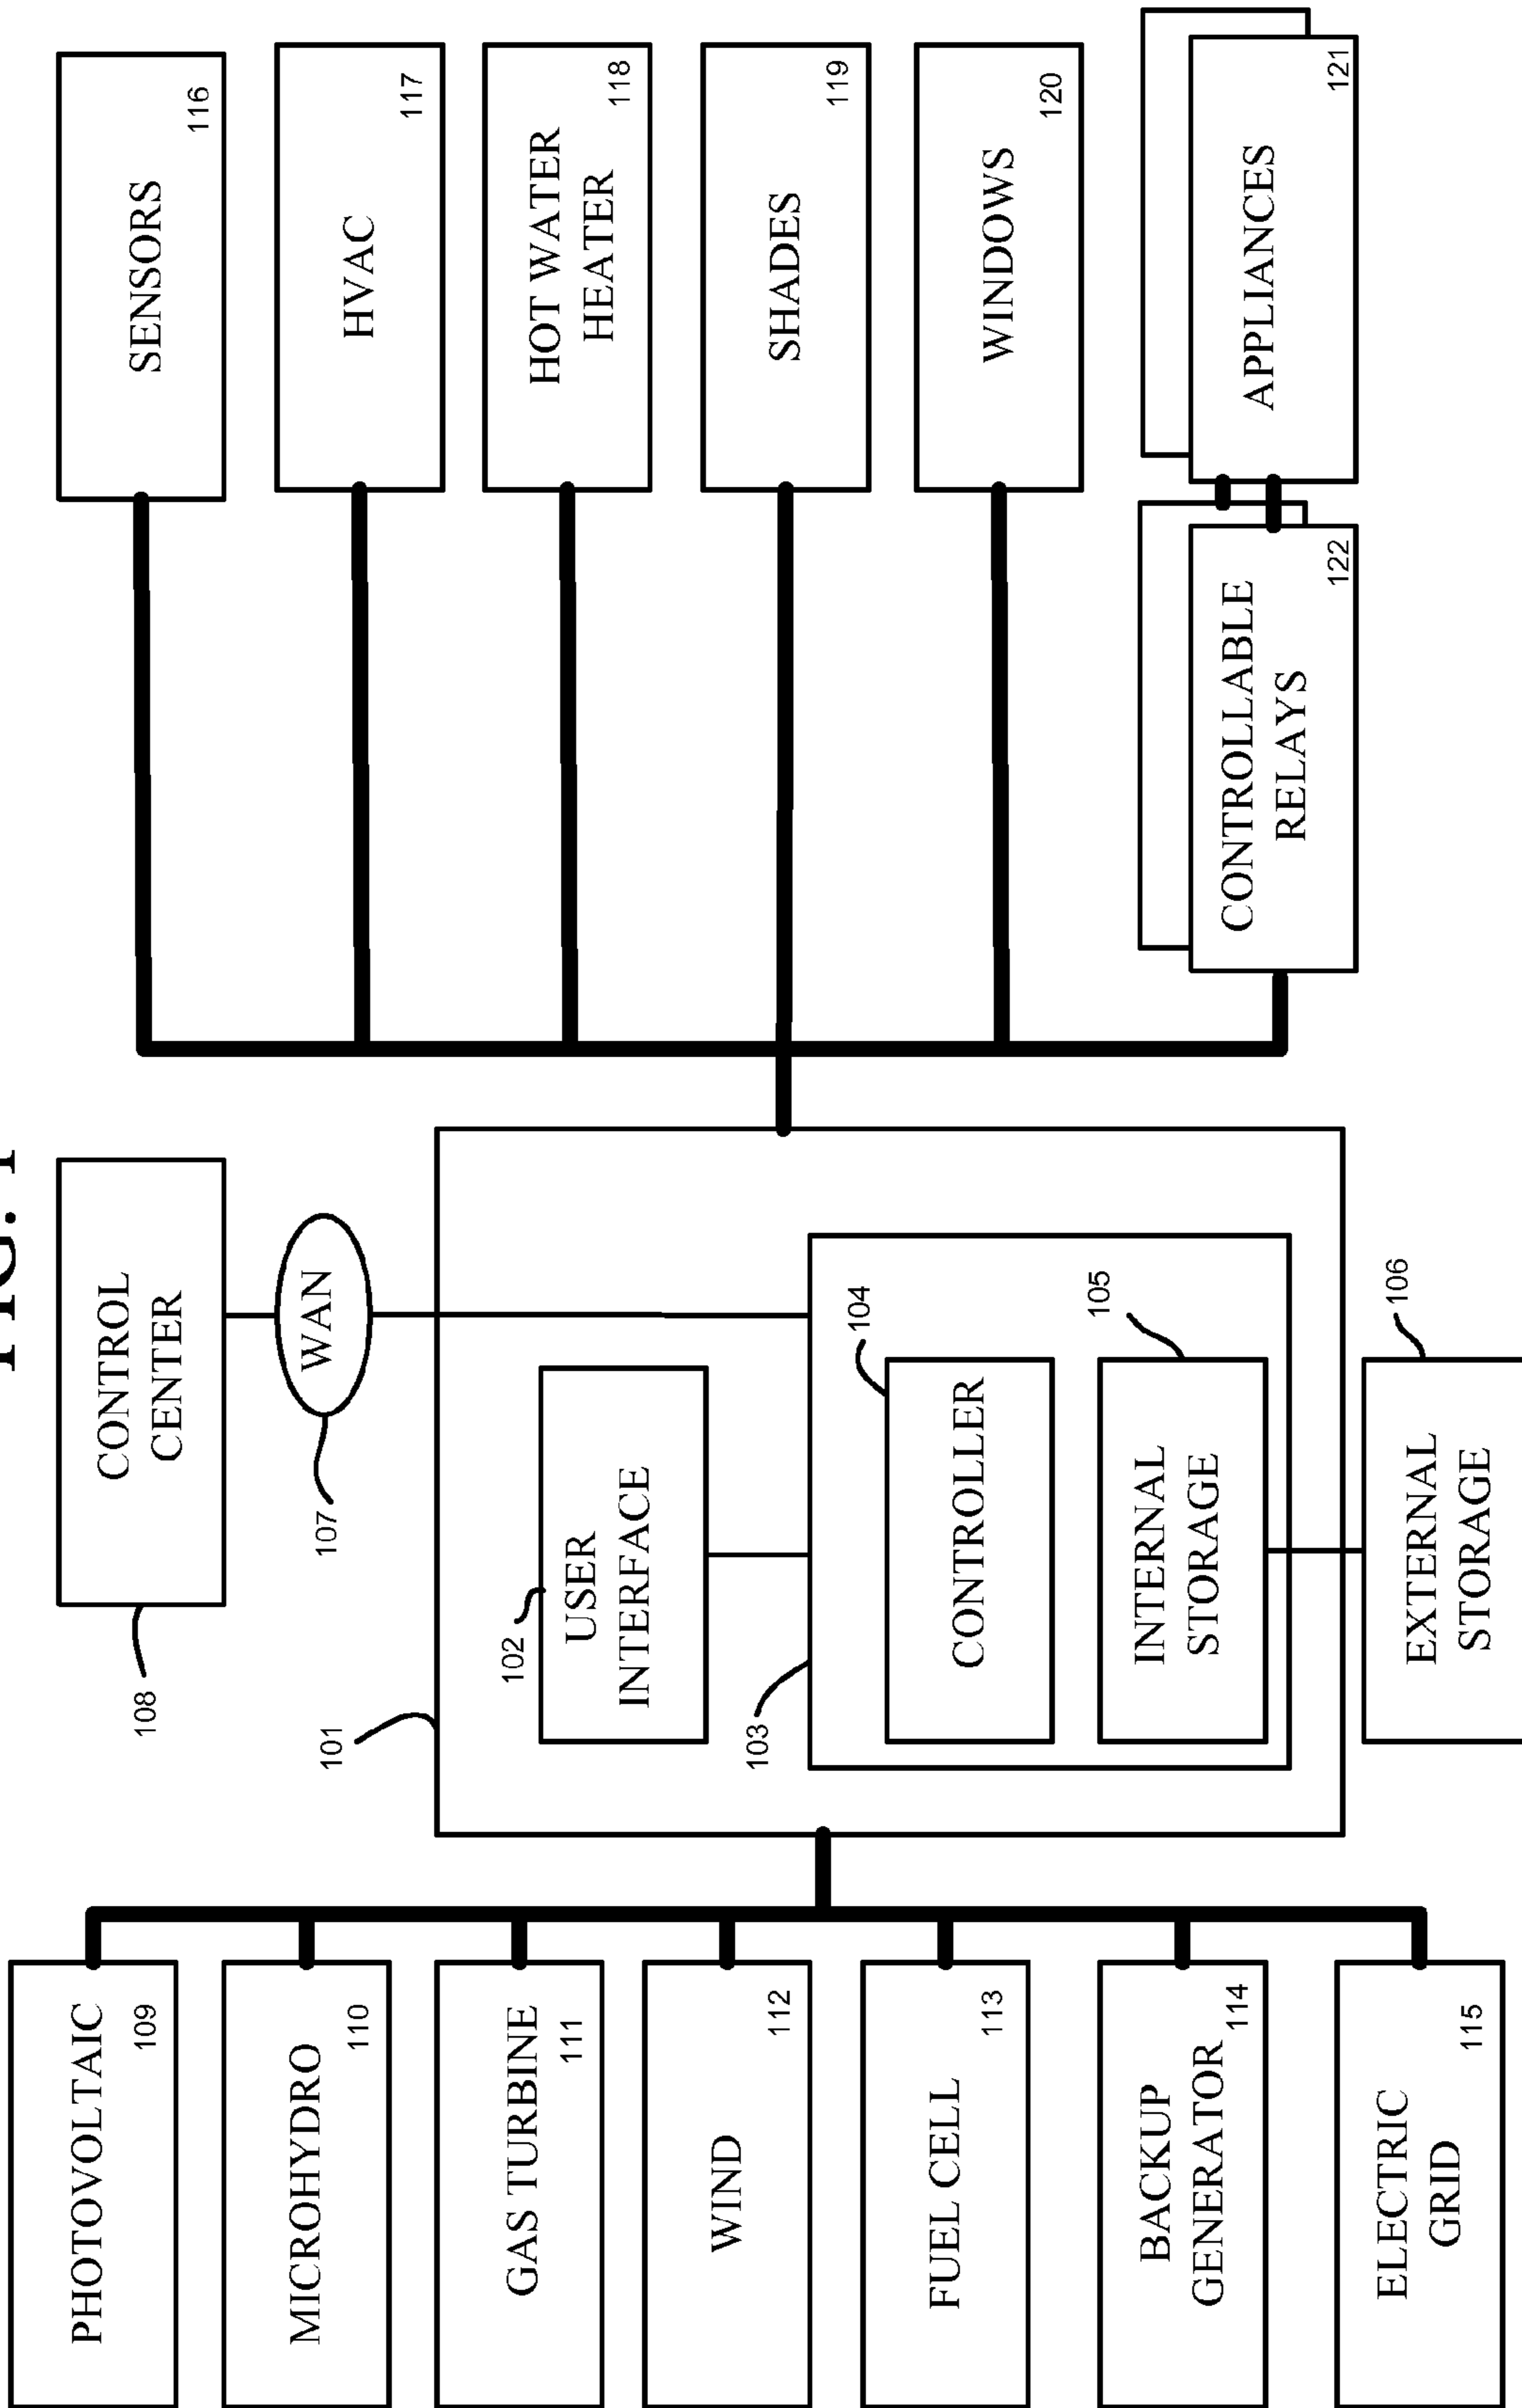 FIG. 1
PHOTOVOLTAIC
109
MICROHYDRO
110
GAS TURBINE
111
WIND
112
FUEL CELL
113
BACKUP
GENERATOR
114
ELECTRIC
GRID
115
CONTROL
CENTER
108
WAN
107
101
102
USER
INTERFACE
103
104
CONTROLLER
105
INTERNAL
STORAGE
106
EXTERNAL
STORAGE
SENSORS
116
HVAC
117
HOT WATER
HEATER
118
SHADES
119
WINDOWS
120
CONTROLLABLE
RELAYS
122
APPLIANCES
121